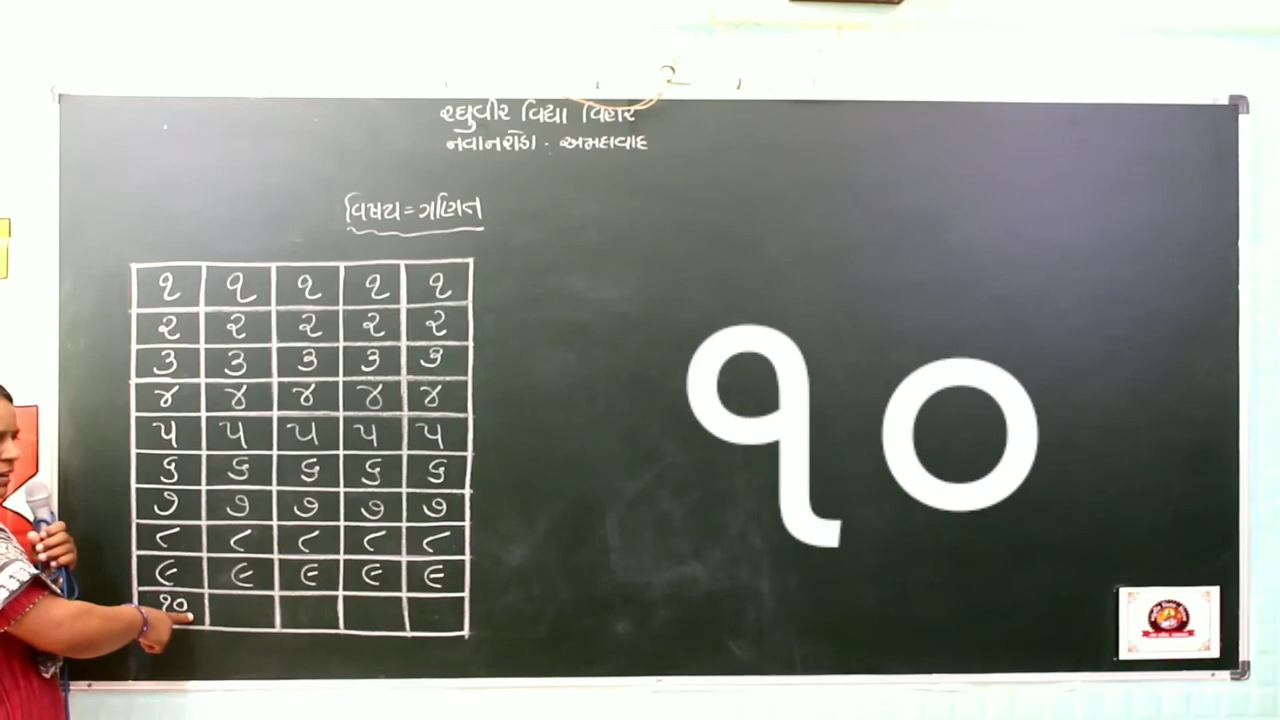 રઘુવીર વિદ્યા વિહાર
નવાનરોડા - અમદાવાદ
વિષય = ગણિત
૧ ૧ ૧ ૧ ૧
૨ ૨ ૨ ૨ ૨
૩ ૩ ૩ ૩ ૩
૪ ૪ ૪ ૪ ૪
૫ ૫ ૫ ૫ ૫
૬ ૬ ૬ ૬ ૬
૭ ૭ ૭ ૭ ૭
૮ ૮ ૮ ૮ ૮
૯ ૯ ૯ ૯ ૯
૧૦
૧૦